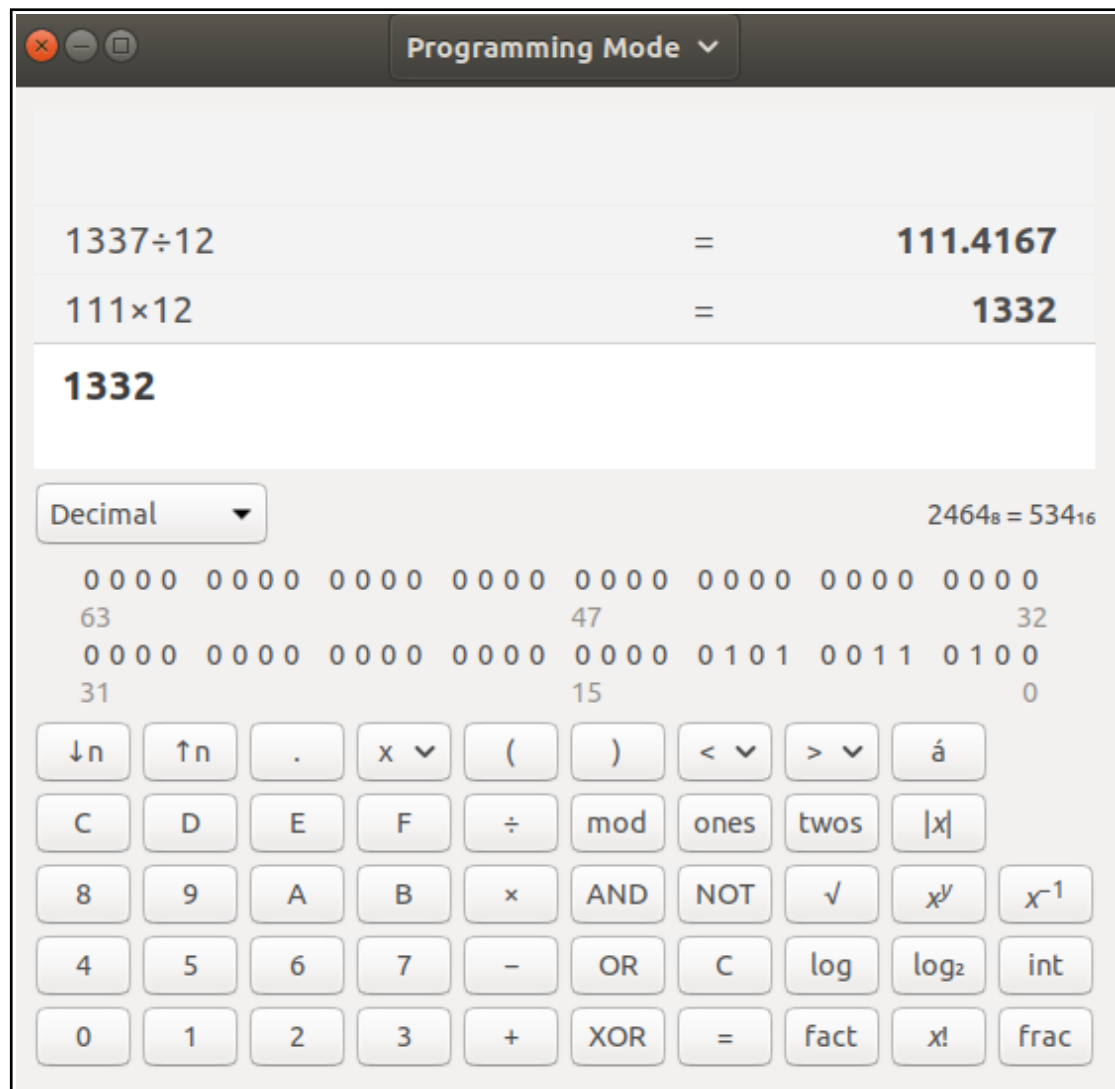 Programming Mode
1337÷12 = 111.4167
111×12 = 1332
1332
Decimal 2464₈ = 534₁₆
0000 0000 0000 0000 0000 0000 0000 0000
63 47 32
0000 0000 0000 0000 0000 0101 0011 0100
31 15 0
↓n ↑n . x ( ) < > á
C D E F ÷ mod ones twos |x|
8 9 A B × AND NOT √ xʸ x⁻¹
4 5 6 7 − OR C log log₂ int
0 1 2 3 + XOR = fact x! frac